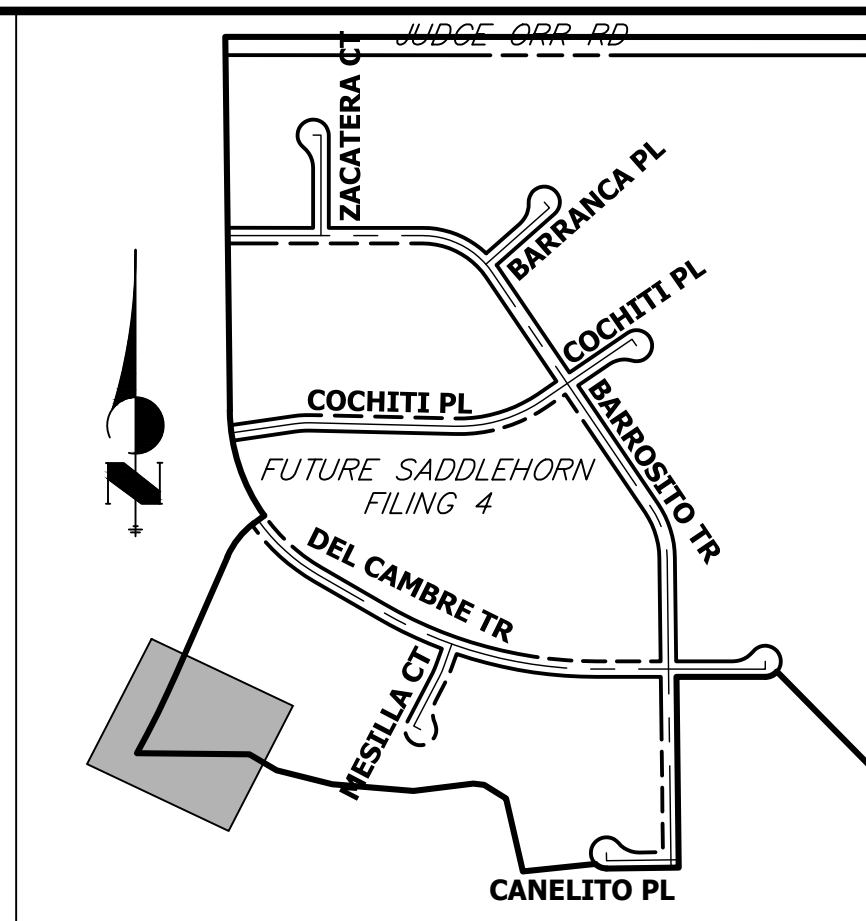 JUDGE ORR RD
ZACATERA CT
BARRANCA PL
COCHITI PL
COCHITI PL
BARROSITO TR
FUTURE SADDLEHORN
FILING 4
DEL CAMBRE TR
MESILLA CT
CANELITO PL
N